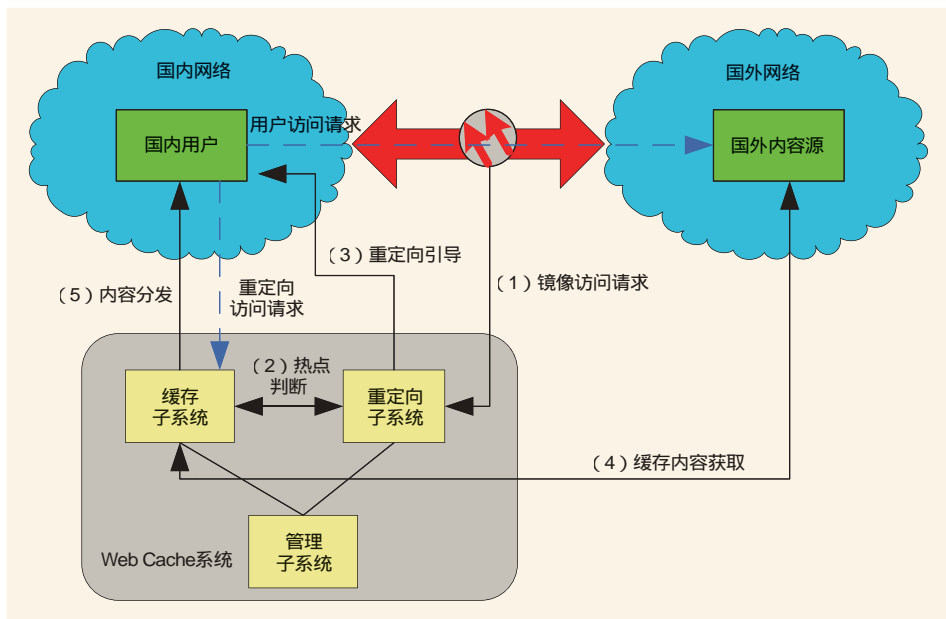 国内网络
国外网络
用户访问请求
国内用户
国外内容源
（3）重定向引导
（1）镜像访问请求
（5）内容分发
重定向
访问请求
（2）热点
判断
缓存
子系统
重定向
子系统
（4）缓存内容获取
管理
子系统
Web Cache系统